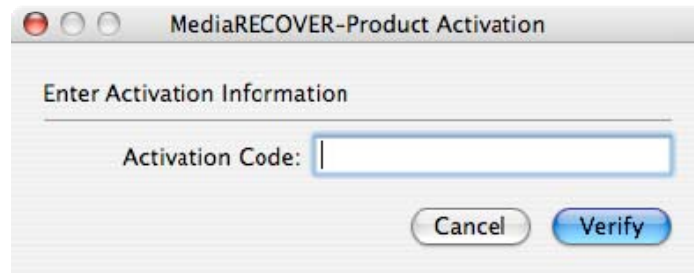 MediaRECOVER-Product Activation
Enter Activation Information
Activation Code:
Cancel Verify